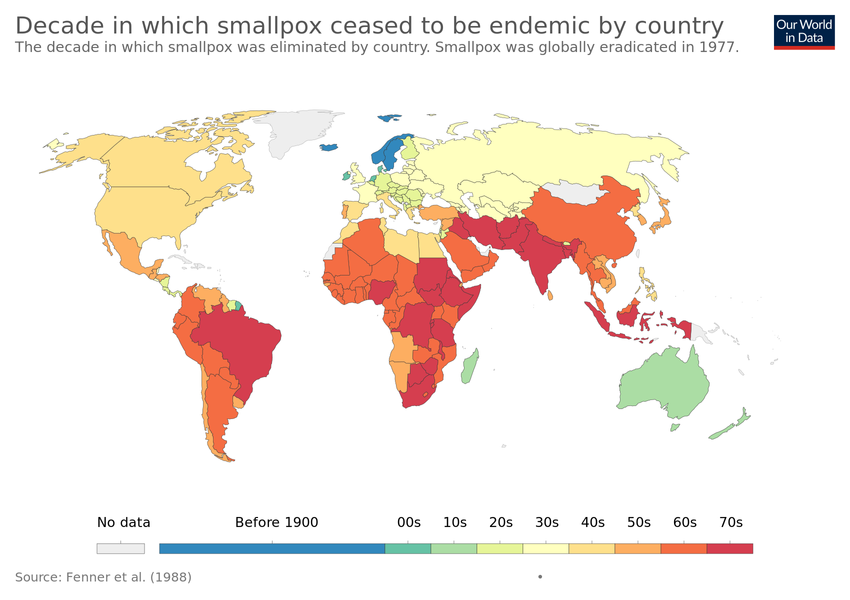 Decade in which smallpox ceased to be endemic by country
The decade in which smallpox was eliminated by country. Smallpox was globally eradicated in 1977.
Our World
in Data
No data Before 1900 00s 10s 20s 30s 40s 50s 60s 70s
Source: Fenner et al. (1988)